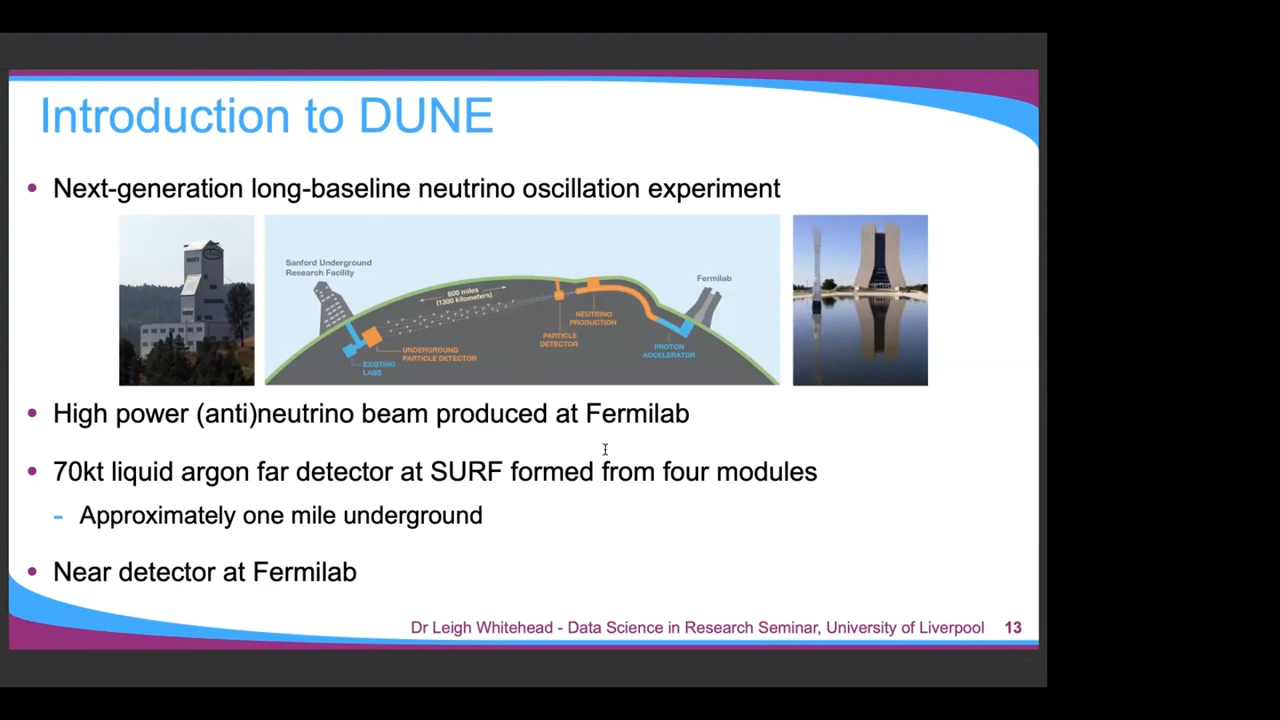 Introduction to DUNE
• Next-generation long-baseline neutrino oscillation experiment
Sanford Underground
Research Facility
800 miles
(1300 kilometers)
Fermilab
NEUTRINO
PRODUCTION
PARTICLE
DETECTOR
PROTON
ACCELERATOR
UNDERGROUND
PARTICLE DETECTOR
EXISTING
LABS
• High power (anti)neutrino beam produced at Fermilab
• 70kt liquid argon far detector at SURF formed from four modules
- Approximately one mile underground
• Near detector at Fermilab
Dr Leigh Whitehead - Data Science in Research Seminar, University of Liverpool 13